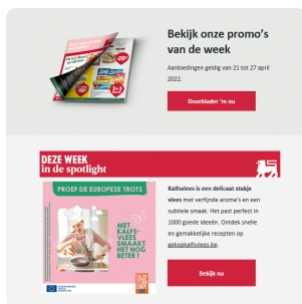 Bekijk onze promo's
van de week
Aanbiedingen geldig van 21 tot 27 april
2022.
Doorblader 'm nu
DEZE WEEK
in de spotlight
PROEF DE EUROPESE TROTS
MET
KALFS-
VLEES
SMAAKT
HET NOG
BETER!
Kalfsvlees is een delicaat stukje
vlees met verfijnde aroma's en een
subtiele smaak. Het past perfect in
1000 goede ideeën. Ontdek snelle
en gemakkelijke recepten op
Bekijk nu